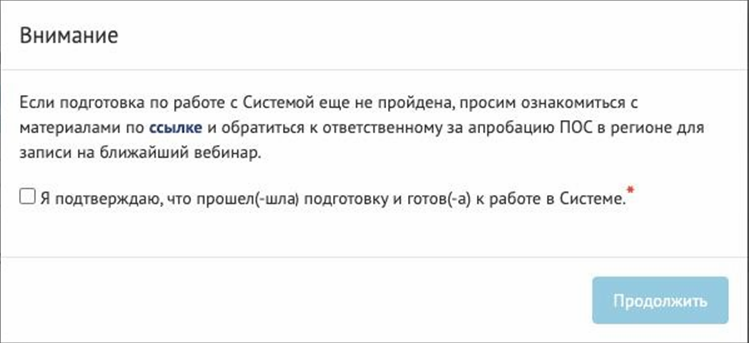 Внимание
Если подготовка по работе с Системой еще не пройдена, просим ознакомиться с
материалами по ссылке и обратиться к ответственному за апробацию ПОС в регионе для
записи на ближайший вебинар.
Я подтверждаю, что прошел(-шла) подготовку и готов(-а) к работе в Системе.*
Продолжить